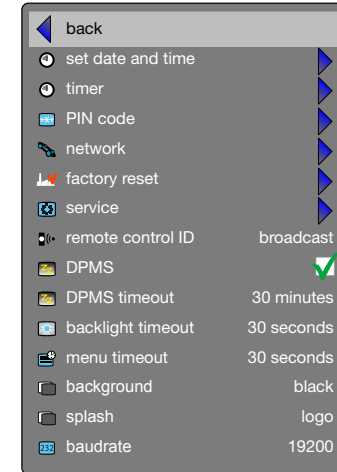 back
set date and time
timer
PIN code
network
factory reset
service
remote control ID broadcast
DPMS
DPMS timeout 30 minutes
backlight timeout 30 seconds
menu timeout 30 seconds
background black
splash logo
232 baudrate 19200